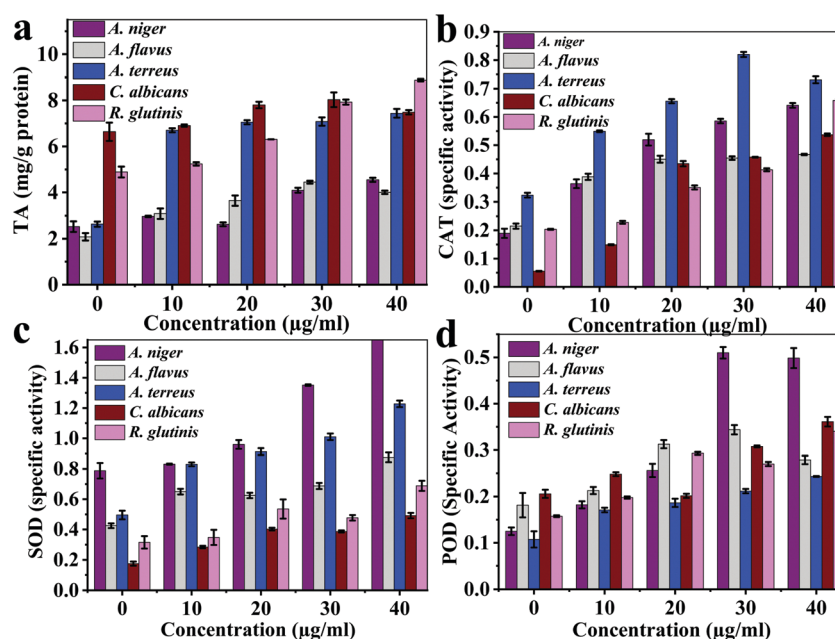 a
A. niger
A. flavus
A. terreus
C. albicans
R. glutinis
TA (mg/g protein)
10
8
6
4
2
0
0 10 20 30 40
Concentration (μg/ml)
b
A. niger
A. flavus
A. terreus
C. albicans
R. glutinis
CAT (specific activity)
0.9
0.8
0.7
0.6
0.5
0.4
0.3
0.2
0.1
0.0
0 10 20 30 40
Concentration (μg/ml)
c
A. niger
A. flavus
A. terreus
C. albicans
R. glutinis
SOD (specific activity)
1.6
1.4
1.2
1.0
0.8
0.6
0.4
0.2
0.0
0 10 20 30 40
Concentration (μg/ml)
d
A. niger
A. flavus
A. terreus
C. albicans
R. glutinis
POD (Specific Activity)
0.5
0.4
0.3
0.2
0.1
0 10 20 30 40
Concentration (μg/ml)